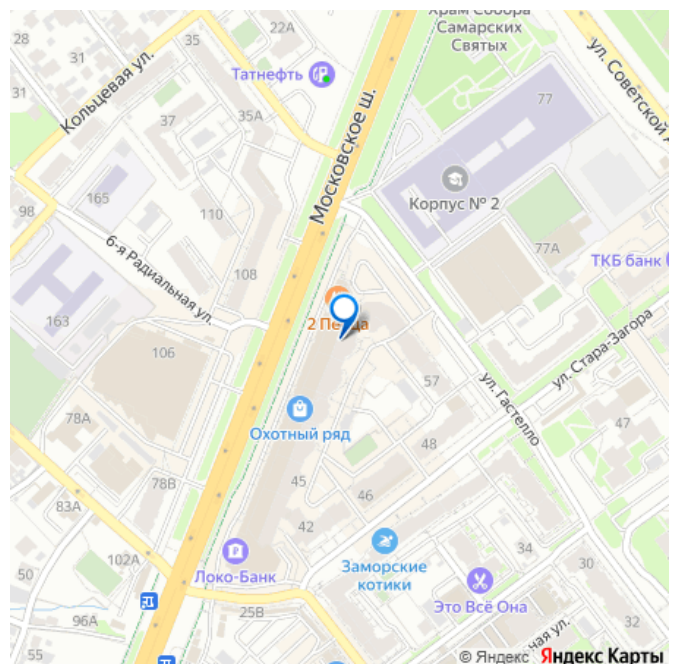 Храм Собора
Самарских
Святых
22А
28
35
31
Татнефть
31
Кольцевая ул.
37
35А
Московское ш.
77
ул. Советской
165
98
110
Корпус № 2
6-я Радиальная ул.
108
77А
ТКБ банк
163
2 Пе
ца
106
57
ул. Стара-Загора
78А
Охотный ряд
ул. Гастелло
47
48
78В
45
46
83А
42
102А
34
30
50
Локо-Банк
Заморские
котики
96А
25В
Это Всё Она
32
55
ная ул.
© Яндекс Яндекс Карты